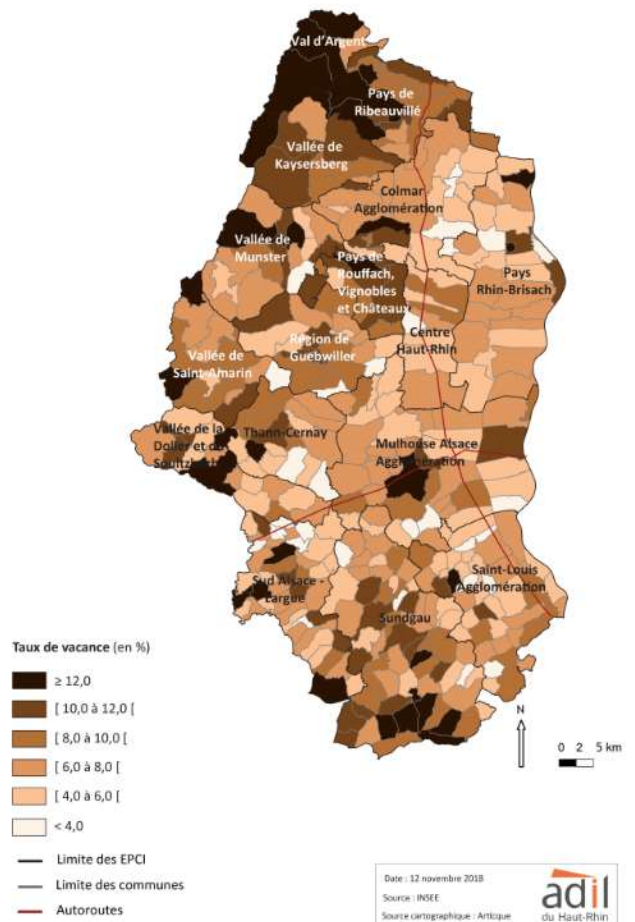 Val d'Argent
Pays de
Ribeauvillé
Vallée de
Kaysersberg
Colmar
Agglomération
Vallée de
Munster
Pays de
Rouffach,
Vignobles
et Châteaux
Pays
Rhin-Brisach
Centre
Haut-Rhin
Région de
Guebwiller
Vallée de
Saint-Amarin
Vallée de la
Doller et du
Soultzbach
Thann-Cernay
Mulhouse Alsace
Agglomération
Saint-Louis
Agglomération
Sud Alsace -
Largue
Sundgau
Taux de vacance (en %)
≥ 12,0
[ 10,0 à 12,0 [
[ 8,0 à 10,0 [
[ 6,0 à 8,0 [
[ 4,0 à 6,0 [
< 4,0
Limite des EPCI
Limite des communes
Autoroutes
N
0 2 5 km
Date : 12 novembre 2018
Source : INSEE
Source cartographique : Articque
adil
du Haut-Rhin